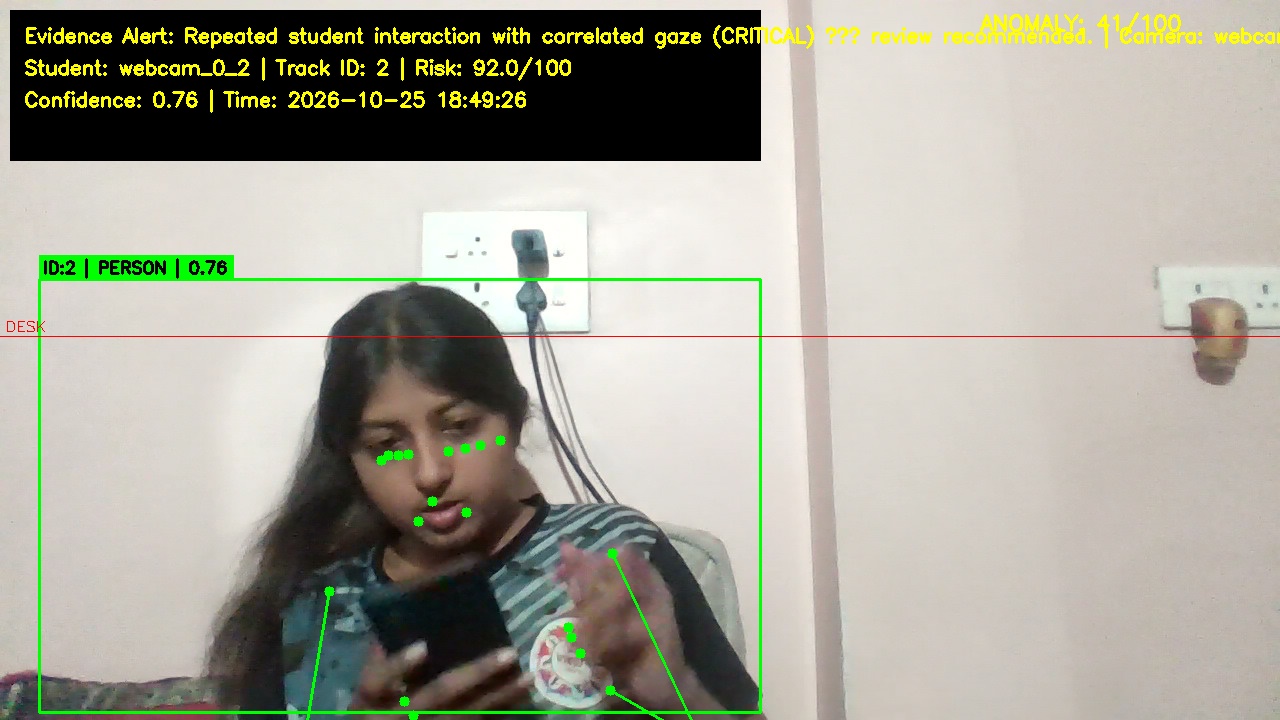 ANOMALY: 41/100
Evidence Alert: Repeated student interaction with correlated gaze (CRITICAL) ??? review recommended. | Camera: webcam
Student: webcam_0_2 | Track ID: 2 | Risk: 92.0/100
Confidence: 0.76 | Time: 2026-10-25 18:49:26
ID:2 | PERSON | 0.76
DESK